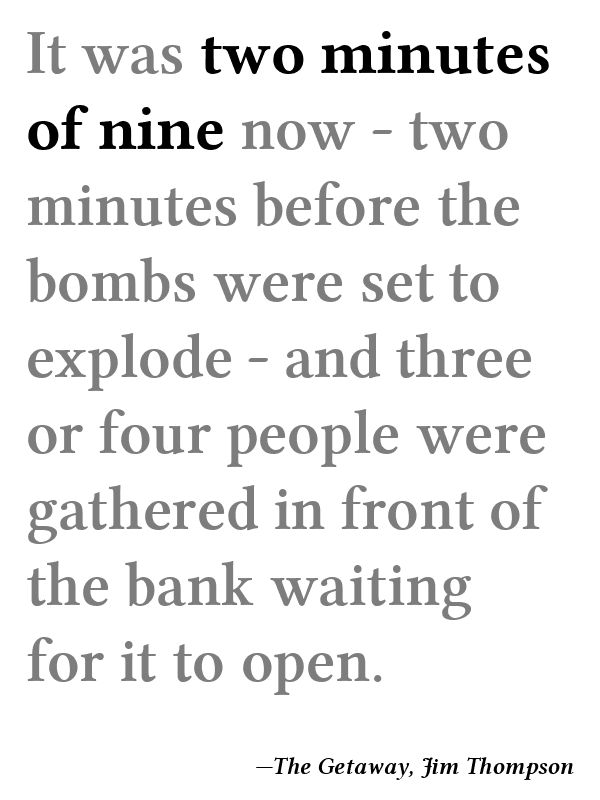 It was two minutes
of nine now - two
minutes before the
bombs were set to
explode - and three
or four people were
gathered in front of
the bank waiting
for it to open.
—The Getaway, Jim Thompson